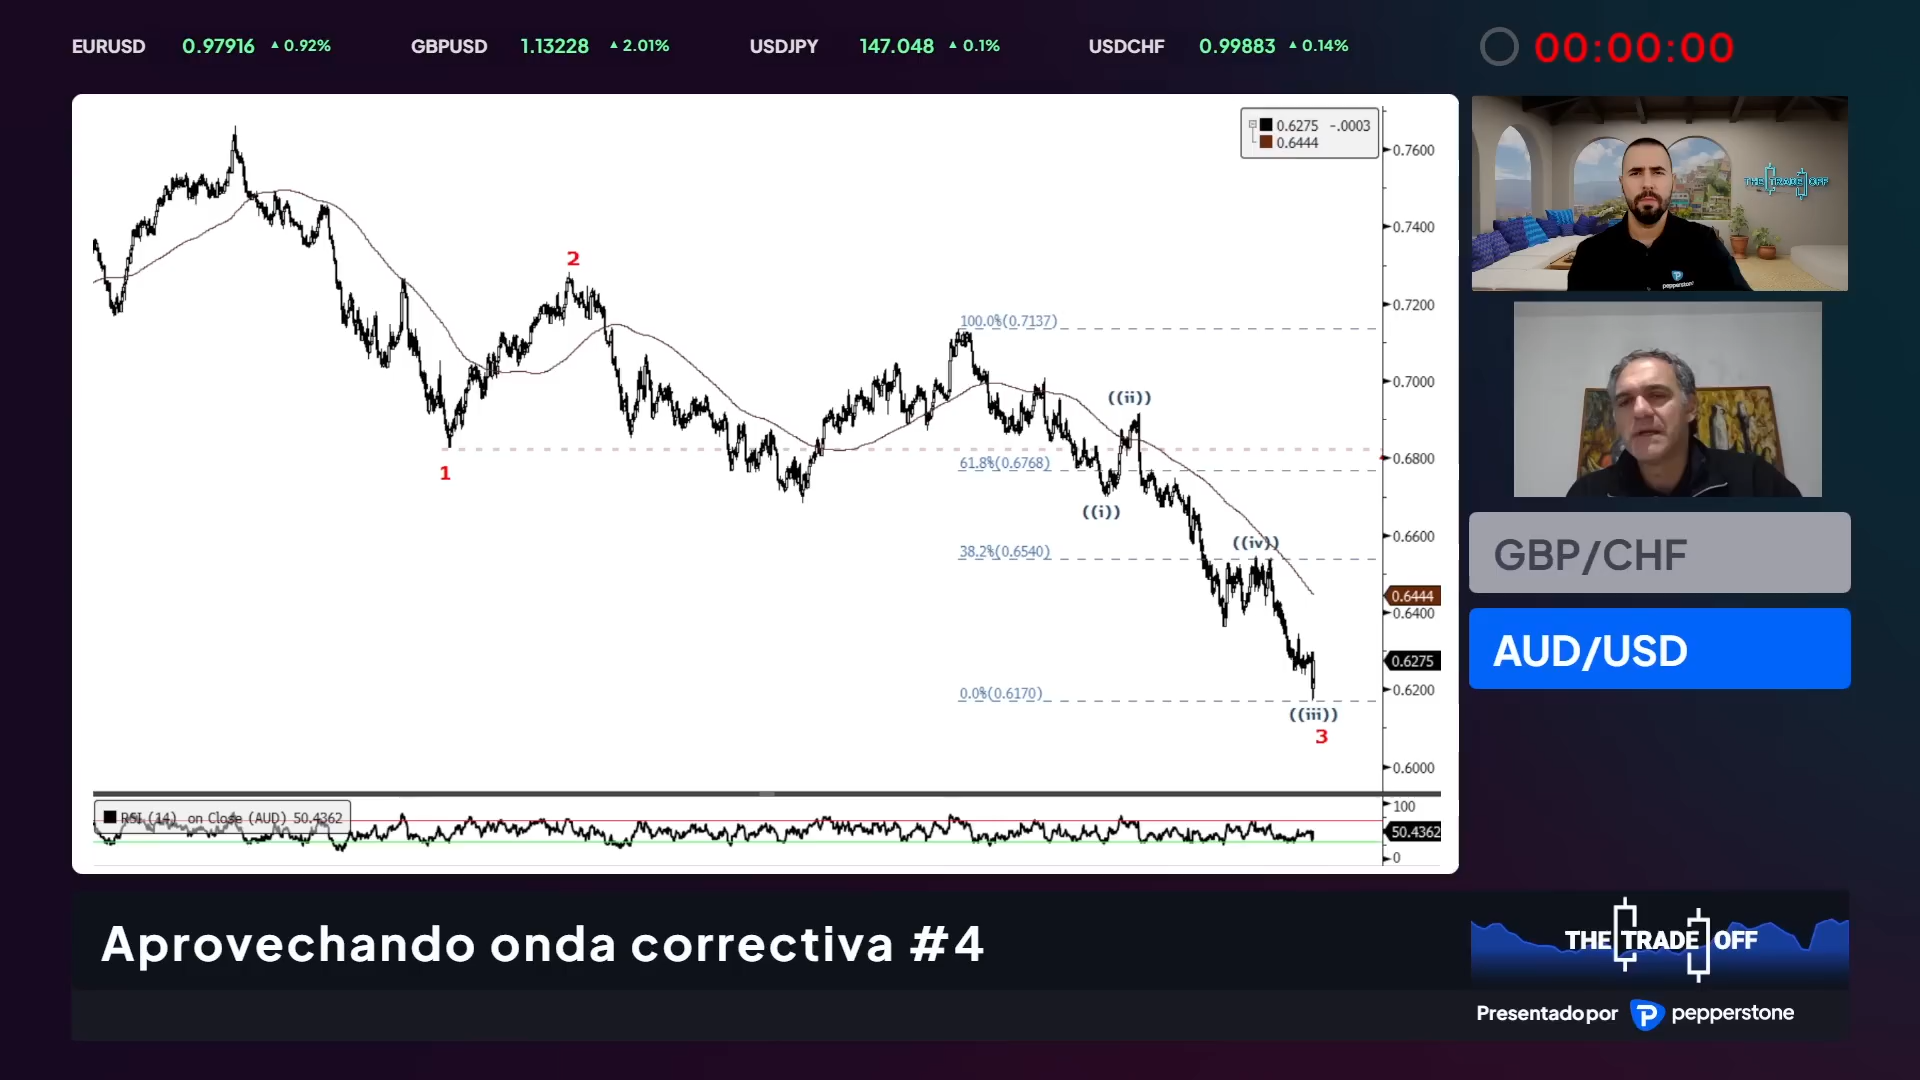 EURUSD 0.97916 ▲ 0.92% GBPUSD 1.13228 ▲ 2.01% USDJPY 147.048 ▲ 0.1% USDCHF 0.99883 ▲ 0.14% 00:00:00
0.6275 -.0003
0.6444
0.7600
0.7400
2
0.7200
100.0%(0.7137)
0.7000
((ii))
0.6800
61.8%(0.6768)
1
((i))
0.6600
((iv))
38.2%(0.6540)
0.6444
0.6400
0.6275
0.6200
0.0%(0.6170)
((iii))
3
0.6000
RSI (14) on Close (AUD) 50.4362
100
50.4362
0
THE TRADE OFF
pepperstone
GBP/CHF
AUD/USD
Aprovechando onda correctiva #4
THE TRADE OFF
Presentado por pepperstone